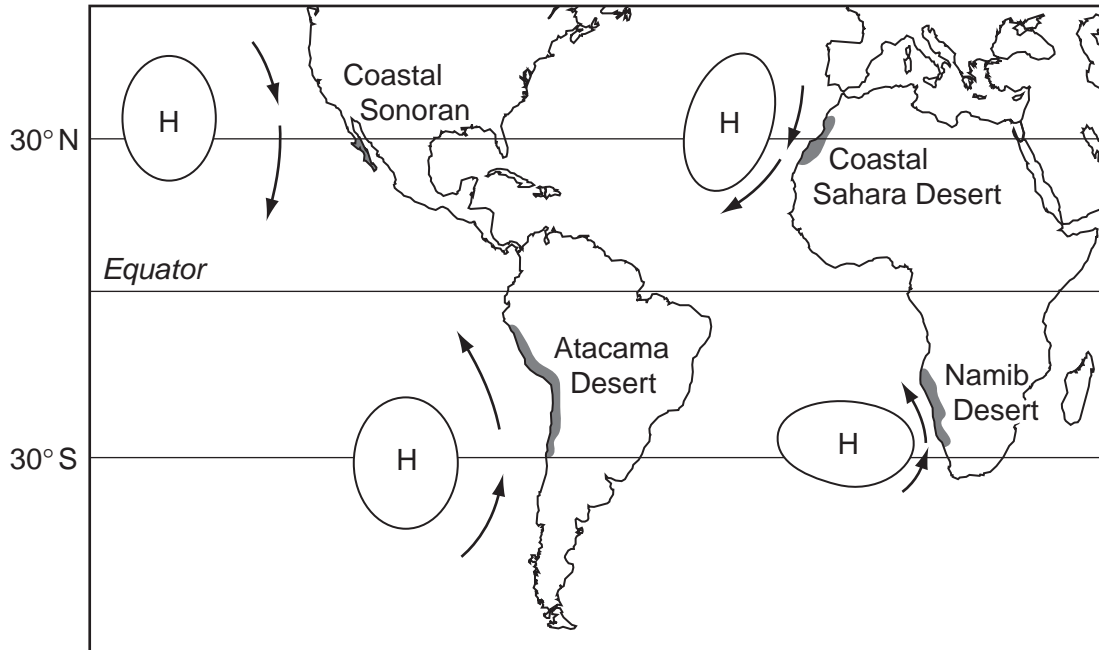 Coastal
Sonoran
H
H
30° N
Coastal
Sahara Desert
Equator
Atacama
Desert
Namib
Desert
H
H
30° S